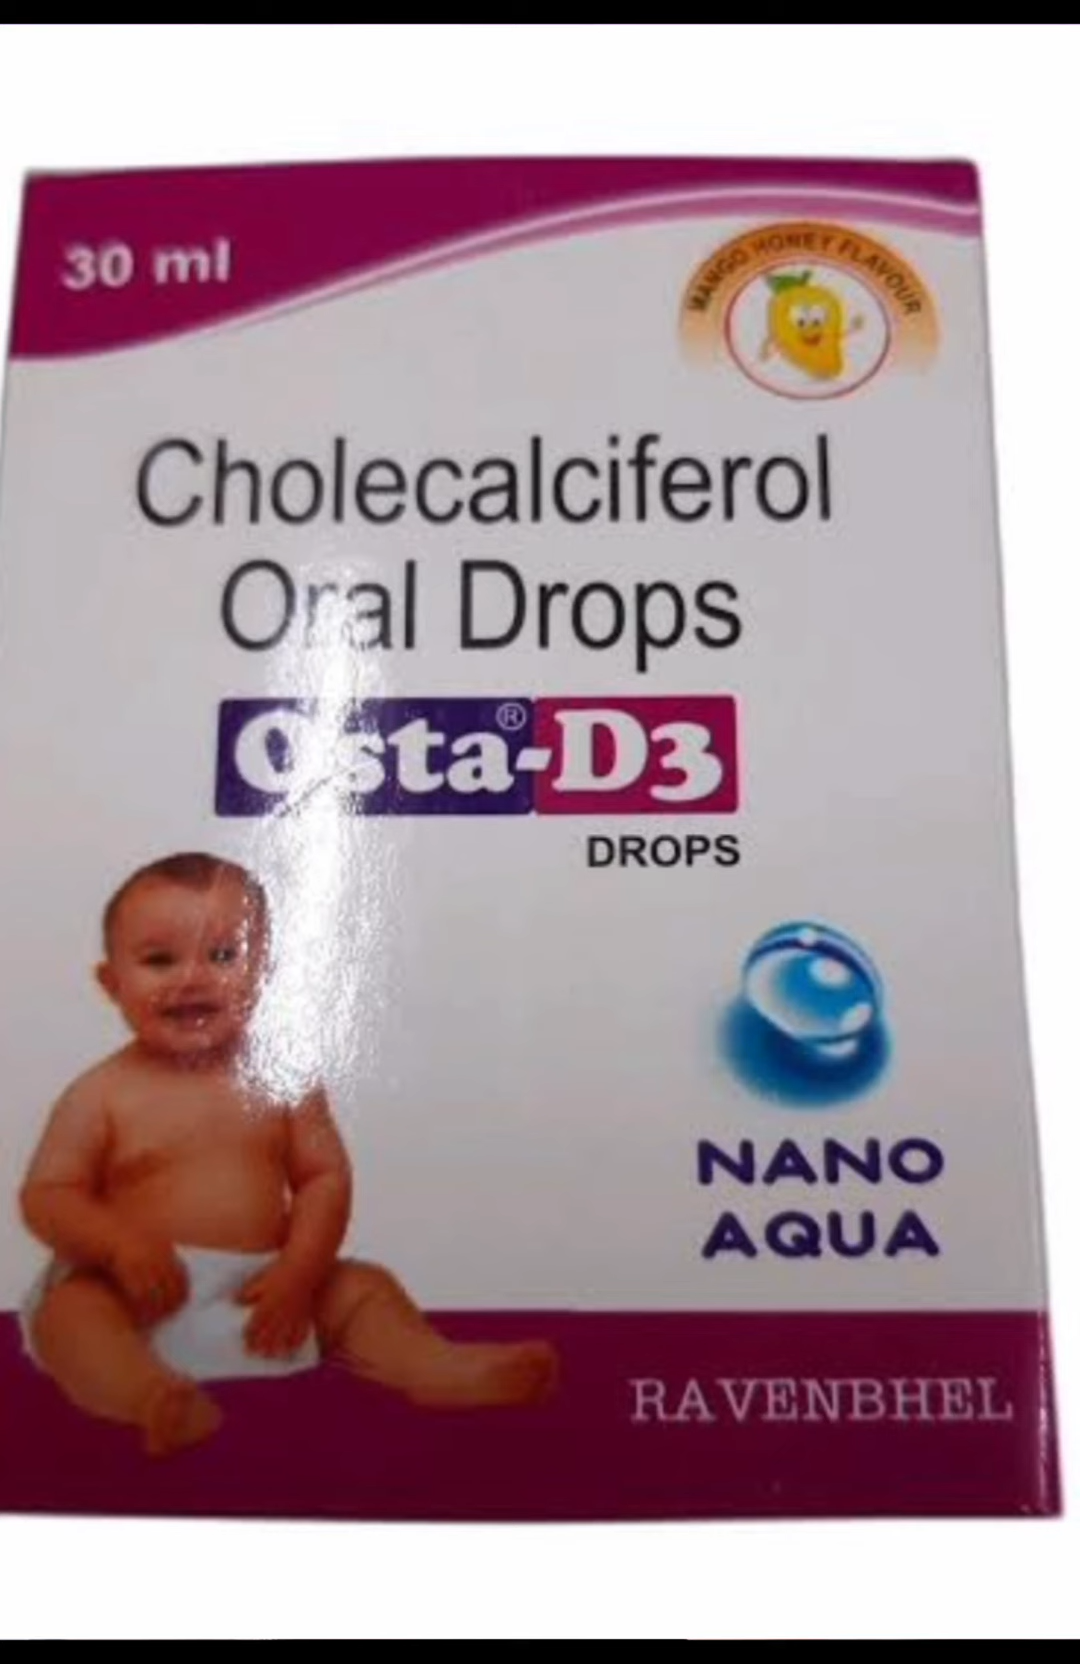 30 ml
MANGO HONEY FLAVOUR
Cholecalciferol
Oral Drops
Osta®-D3
DROPS
NANO
AQUA
RAVENBHEL